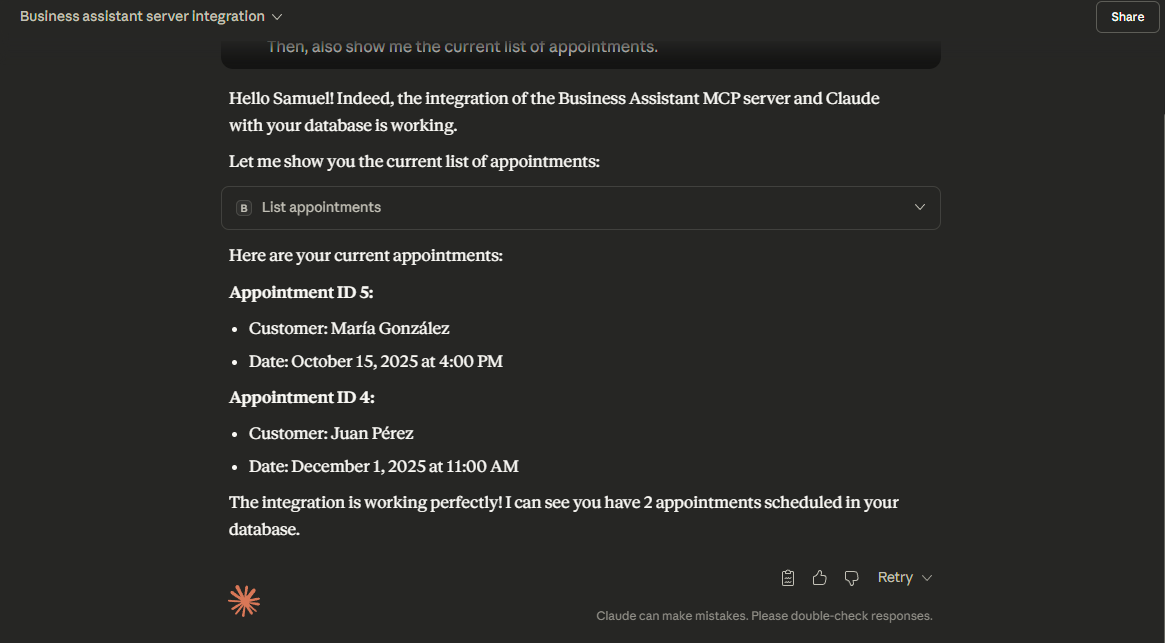 Business assistant server integration
Share
Then, also show me the current list of appointments.
Hello Samuel! Indeed, the integration of the Business Assistant MCP server and Claude
with your database is working.
Let me show you the current list of appointments:
B List appointments
Here are your current appointments:
Appointment ID 5:
• Customer: María González
• Date: October 15, 2025 at 4:00 PM
Appointment ID 4:
• Customer: Juan Pérez
• Date: December 1, 2025 at 11:00 AM
The integration is working perfectly! I can see you have 2 appointments scheduled in your
database.
Retry
Claude can make mistakes. Please double-check responses.